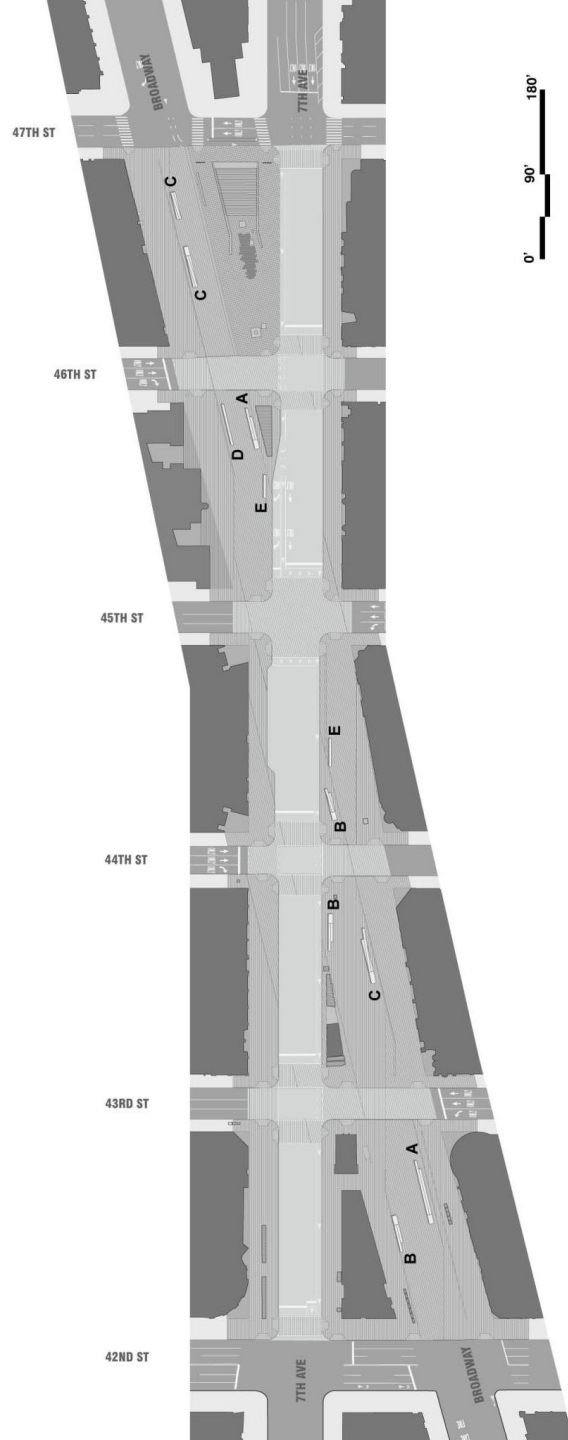 BROADWAY
7TH AVE
47TH ST
0' 90' 180'
C
C
46TH ST
A
D
E
45TH ST
E
B
44TH ST
B
C
43RD ST
A
B
42ND ST
7TH AVE
BROADWAY